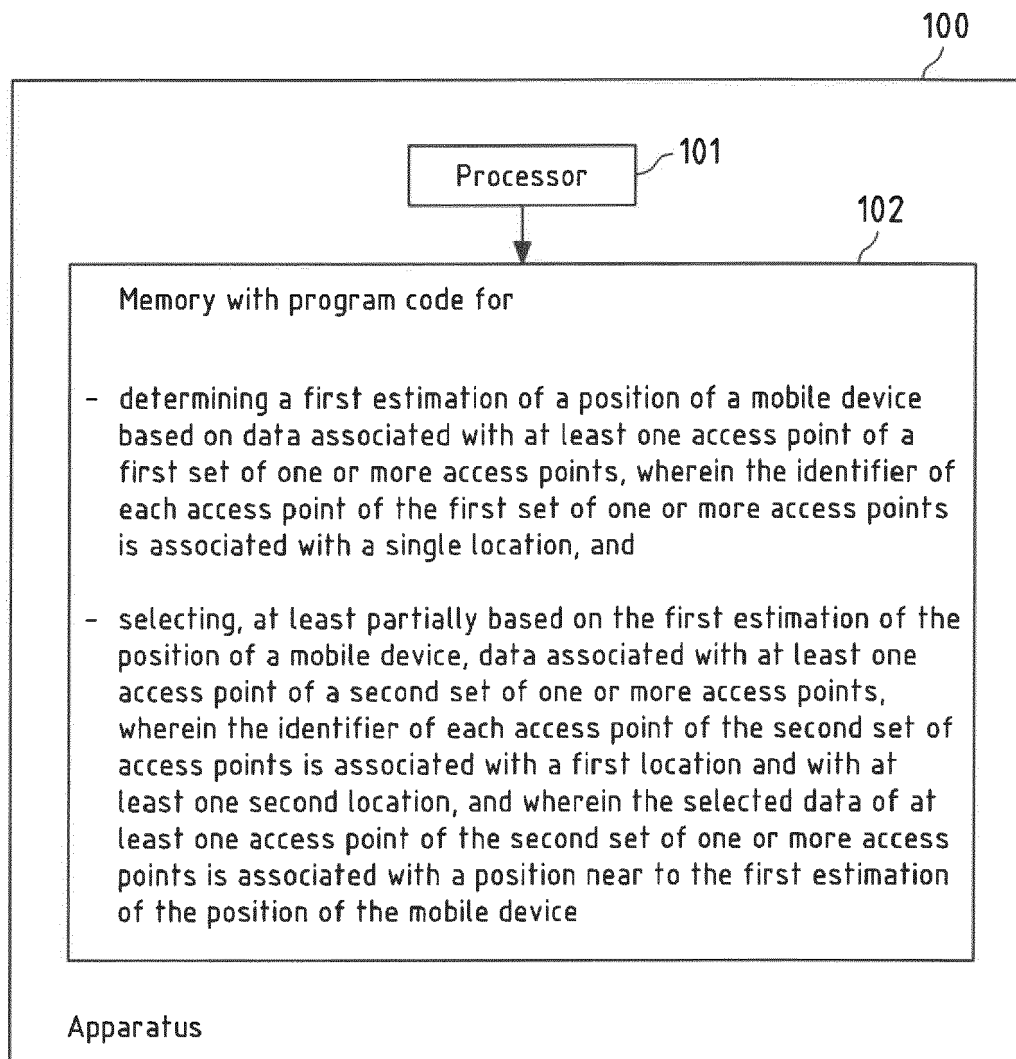 100
Processor
101
102
Memory with program code for
- determining a first estimation of a position of a mobile device
based on data associated with at least one access point of a
first set of one or more access points, wherein the identifier of
each access point of the first set of one or more access points
is associated with a single location, and
- selecting, at least partially based on the first estimation of the
position of a mobile device, data associated with at least one
access point of a second set of one or more access points,
wherein the identifier of each access point of the second set of
access points is associated with a first location and with at
least one second location, and wherein the selected data of at
least one access point of the second set of one or more access
points is associated with a position near to the first estimation
of the position of the mobile device
Apparatus